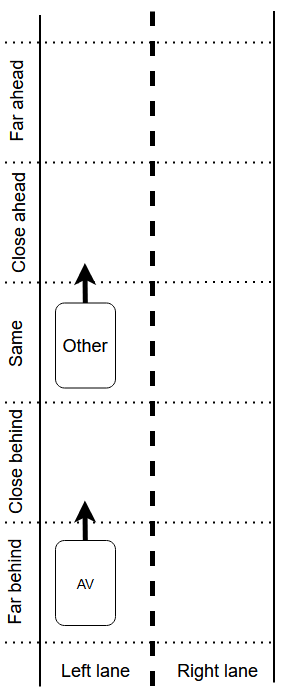 Far ahead
Close ahead
Same
Other
Close behind
Far behind
AV
Left lane
Right lane